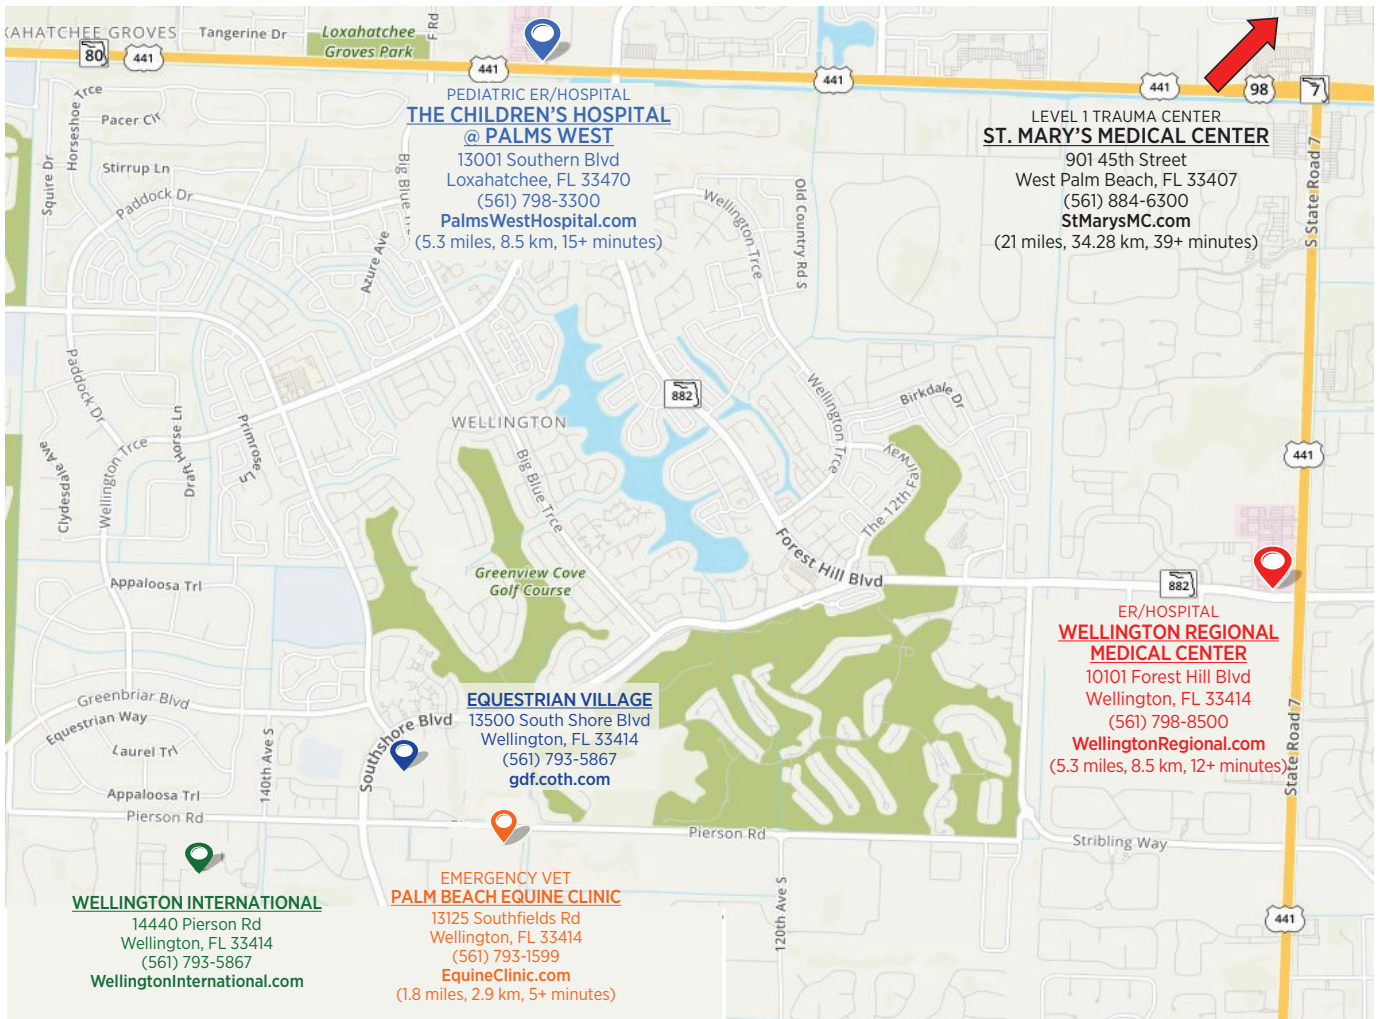 XAHATCHEE GROVES
Tangerine Dr
Loxahatchee
Groves Park
F Rd
80
441
441
441
441
98
7
PEDIATRIC ER/HOSPITAL
THE CHILDREN'S HOSPITAL
@ PALMS WEST
13001 Southern Blvd
Loxahatchee, FL 33470
(561) 798-3300
PalmsWestHospital.com
(5.3 miles, 8.5 km, 15+ minutes)
LEVEL 1 TRAUMA CENTER
ST. MARY'S MEDICAL CENTER
901 45th Street
West Palm Beach, FL 33407
(561) 884-6300
StMarysMC.com
(21 miles, 34.28 km, 39+ minutes)
Horseshoe Trce
Pacer Cir
Squire Dr
Stirrup Ln
Paddock Dr
Big Blue
Azure Ave
Wellington Trce
Old Country Rd S
S State Road 7
Paddock Dr
882
WELLINGTON
Wellington Trce
Birkdale Dr
Clydesdale Ave
Wellington Trce
Draft Horse Ln
Primrose Ln
Big Blue Trce
The 12th Fairway
441
Forest Hill Blvd
Greenview Cove
Golf Course
Appaloosa Trl
882
ER/HOSPITAL
WELLINGTON REGIONAL
MEDICAL CENTER
10101 Forest Hill Blvd
Wellington, FL 33414
(561) 798-8500
WellingtonRegional.com
(5.3 miles, 8.5 km, 12+ minutes)
State Road 7
Greenbriar Blvd
Equestrian Way
Laurel Trl
140th Ave S
Southshore Blvd
EQUESTRIAN VILLAGE
13500 South Shore Blvd
Wellington, FL 33414
(561) 793-5867
gdf.coth.com
Appaloosa Trl
Pierson Rd
Pierson Rd
Stribling Way
WELLINGTON INTERNATIONAL
14440 Pierson Rd
Wellington, FL 33414
(561) 793-5867
WellingtonInternational.com
EMERGENCY VET
PALM BEACH EQUINE CLINIC
13125 Southfields Rd
Wellington, FL 33414
(561) 793-1599
EquineClinic.com
(1.8 miles, 2.9 km, 5+ minutes)
120th Ave S
441